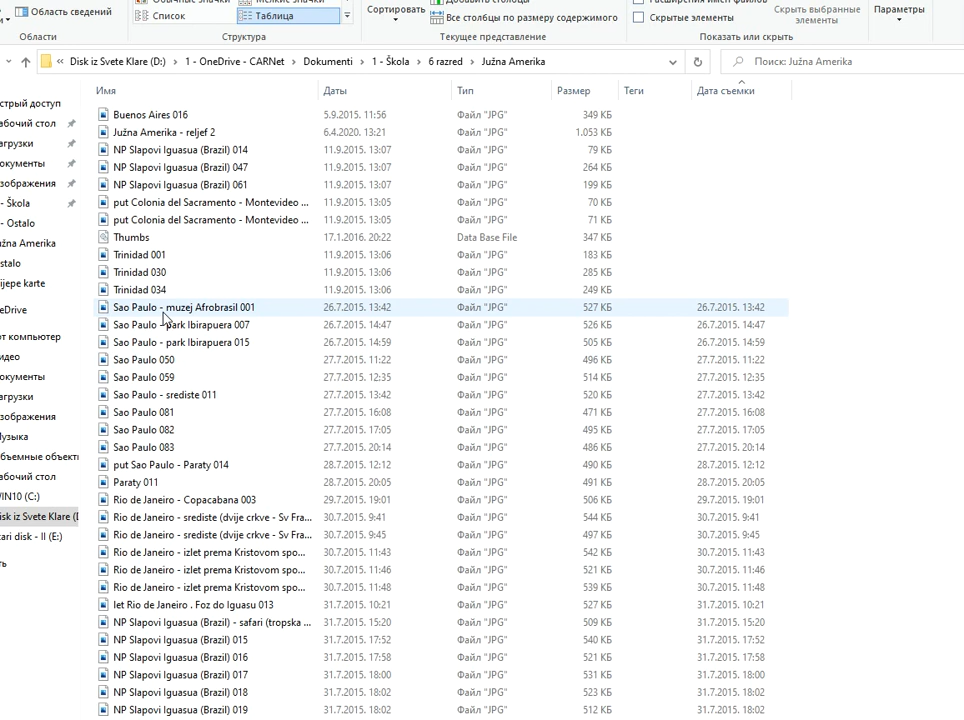 Область сведений
Список
Таблица
Сортировать
Все столбцы по размеру содержимого
Скрытые элементы
Скрыть выбранные
элементы
Параметры
Области
Структура
Текущее представление
Показать или скрыть
« Disk iz Svete Klare (D:) › 1 - OneDrive - CARNet › Dokumenti › 1 - Škola › 6 razred › Južna Amerika
Поиск: Južna Amerika
Имя Даты Тип Размер Теги Дата съемки
стрый доступ
абочий стол
агрузки
окументы
зображения
- Škola
- Ostalo
užna Amerika
stalo
ijepe karte
eDrive
от компьютер
идео
окументы
агрузки
зображения
узыка
бъемные объект
абочий стол
WIN10 (C:)
isk iz Svete Klare (
tari disk - II (E:)
ть
Buenos Aires 016 5.9.2015. 11:56 Файл "JPG" 349 КБ
Južna Amerika - reljef 2 6.4.2020. 13:21 Файл "JPG" 1.053 КБ
NP Slapovi Iguasua (Brazil) 014 11.9.2015. 13:07 Файл "JPG" 79 КБ
NP Slapovi Iguasua (Brazil) 047 11.9.2015. 13:07 Файл "JPG" 264 КБ
NP Slapovi Iguasua (Brazil) 061 11.9.2015. 13:07 Файл "JPG" 199 КБ
put Colonia del Sacramento - Montevideo ... 11.9.2015. 13:05 Файл "JPG" 70 КБ
put Colonia del Sacramento - Montevideo ... 11.9.2015. 13:05 Файл "JPG" 71 КБ
Thumbs 17.1.2016. 20:22 Data Base File 347 КБ
Trinidad 001 11.9.2015. 13:06 Файл "JPG" 183 КБ
Trinidad 030 11.9.2015. 13:06 Файл "JPG" 285 КБ
Trinidad 034 11.9.2015. 13:06 Файл "JPG" 249 КБ
Sao Paulo - muzej Afrobrasil 001 26.7.2015. 13:42 Файл "JPG" 527 КБ 26.7.2015. 13:42
Sao Paulo - park Ibirapuera 007 26.7.2015. 14:47 Файл "JPG" 526 КБ 26.7.2015. 14:47
Sao Paulo - park Ibirapuera 015 26.7.2015. 14:59 Файл "JPG" 505 КБ 26.7.2015. 14:59
Sao Paulo 050 27.7.2015. 11:22 Файл "JPG" 496 КБ 27.7.2015. 11:22
Sao Paulo 059 27.7.2015. 12:35 Файл "JPG" 514 КБ 27.7.2015. 12:35
Sao Paulo - srediste 011 27.7.2015. 13:42 Файл "JPG" 520 КБ 27.7.2015. 13:42
Sao Paulo 081 27.7.2015. 16:08 Файл "JPG" 471 КБ 27.7.2015. 16:08
Sao Paulo 082 27.7.2015. 17:05 Файл "JPG" 495 КБ 27.7.2015. 17:05
Sao Paulo 083 27.7.2015. 20:14 Файл "JPG" 486 КБ 27.7.2015. 20:14
put Sao Paulo - Paraty 014 28.7.2015. 12:12 Файл "JPG" 490 КБ 28.7.2015. 12:12
Paraty 011 28.7.2015. 20:05 Файл "JPG" 491 КБ 28.7.2015. 20:05
Rio de Janeiro - Copacabana 003 29.7.2015. 19:01 Файл "JPG" 506 КБ 29.7.2015. 19:01
Rio de Janeiro - srediste (dvije crkve - Sv Fra... 30.7.2015. 9:41 Файл "JPG" 544 КБ 30.7.2015. 9:41
Rio de Janeiro - srediste (dvije crkve - Sv Fra... 30.7.2015. 9:45 Файл "JPG" 497 КБ 30.7.2015. 9:45
Rio de Janeiro - izlet prema Kristovom spo... 30.7.2015. 11:43 Файл "JPG" 542 КБ 30.7.2015. 11:43
Rio de Janeiro - izlet prema Kristovom spo... 30.7.2015. 11:46 Файл "JPG" 521 КБ 30.7.2015. 11:46
Rio de Janeiro - izlet prema Kristovom spo... 30.7.2015. 11:48 Файл "JPG" 539 КБ 30.7.2015. 11:48
let Rio de Janeiro . Foz do Iguasu 013 31.7.2015. 10:21 Файл "JPG" 527 КБ 31.7.2015. 10:21
NP Slapovi Iguasua (Brazil) - safari (tropska ... 31.7.2015. 15:20 Файл "JPG" 509 КБ 31.7.2015. 15:20
NP Slapovi Iguasua (Brazil) 015 31.7.2015. 17:52 Файл "JPG" 540 КБ 31.7.2015. 17:52
NP Slapovi Iguasua (Brazil) 016 31.7.2015. 17:58 Файл "JPG" 521 КБ 31.7.2015. 17:58
NP Slapovi Iguasua (Brazil) 017 31.7.2015. 18:00 Файл "JPG" 531 КБ 31.7.2015. 18:00
NP Slapovi Iguasua (Brazil) 018 31.7.2015. 18:02 Файл "JPG" 523 КБ 31.7.2015. 18:02
NP Slapovi Iguasua (Brazil) 019 31.7.2015. 18:02 Файл "JPG" 512 КБ 31.7.2015. 18:02